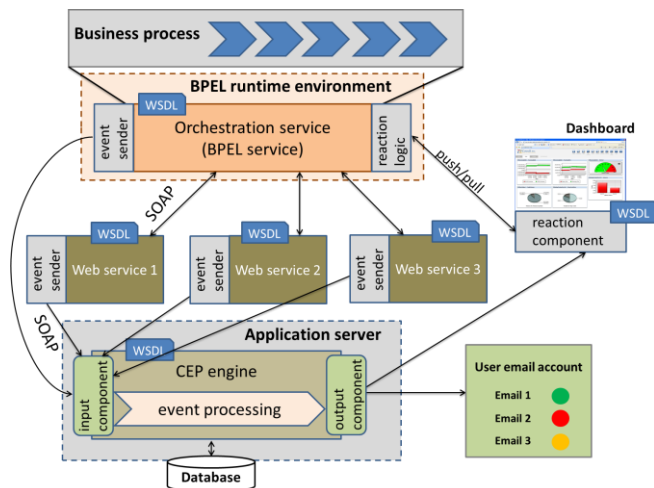 Business process
BPEL runtime environment
WSDL
event
sender
Orchestration service
(BPEL service)
reaction
logic
Dashboard
push/pull
WSDL
reaction
component
SOAP
WSDL
event
sender
Web service 1
WSDL
event
sender
Web service 2
WSDL
event
sender
Web service 3
SOAP
Application server
WSDL
input
component
CEP engine
event processing
output
component
User email account
Email 1
Email 2
Email 3
Database